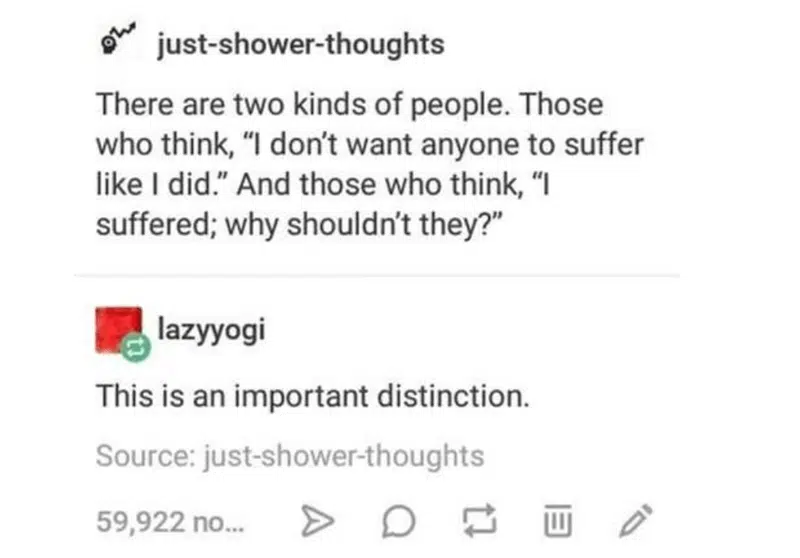 just-shower-thoughts
There are two kinds of people. Those
who think, “I don’t want anyone to suffer
like I did.” And those who think, “I
suffered; why shouldn’t they?”
lazyyogi
This is an important distinction.
Source: just-shower-thoughts
59,922 no...